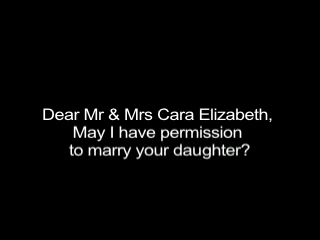 Dear Mr & Mrs Cara Elizabeth,
May I have permission
to marry your daughter?